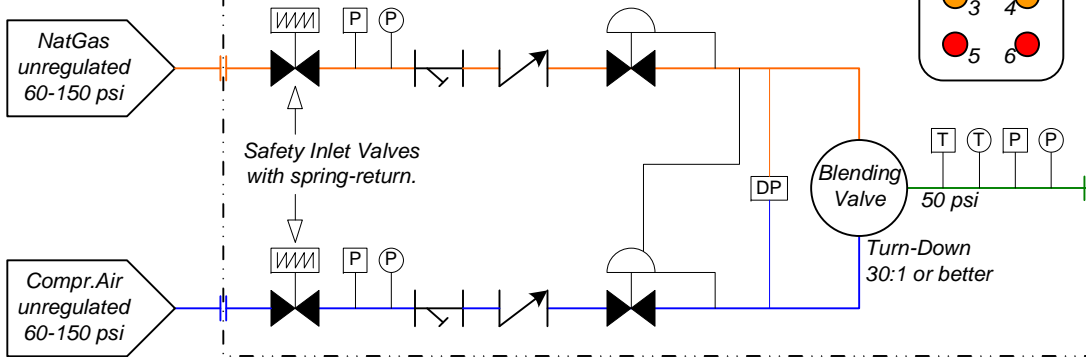 3 4
5 6
P P
NatGas
unregulated
60-150 psi
Safety Inlet Valves
with spring-return.
T T P P
Blending
Valve
DP
50 psi
Turn-Down
30:1 or better
P P
Compr.Air
unregulated
60-150 psi